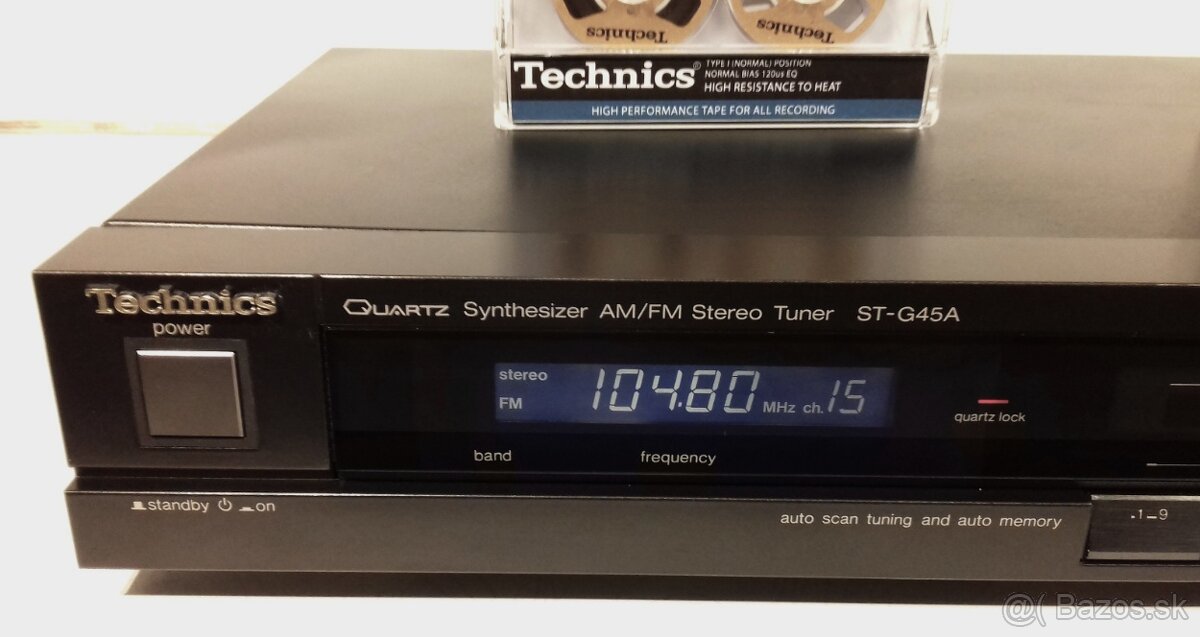 Technics Technics
Technics® TYPE I (NORMAL) POSITION
NORMAL BIAS 120us EQ
HIGH RESISTANCE TO HEAT
HIGH PERFORMANCE TAPE FOR ALL RECORDING
Technics
power
QUARTZ Synthesizer AM/FM Stereo Tuner ST-G45A
stereo
FM 104.80 MHz ch. 15
quartz lock
band frequency
standby on
auto scan tuning and auto memory
1 9
@( Bazos.sk